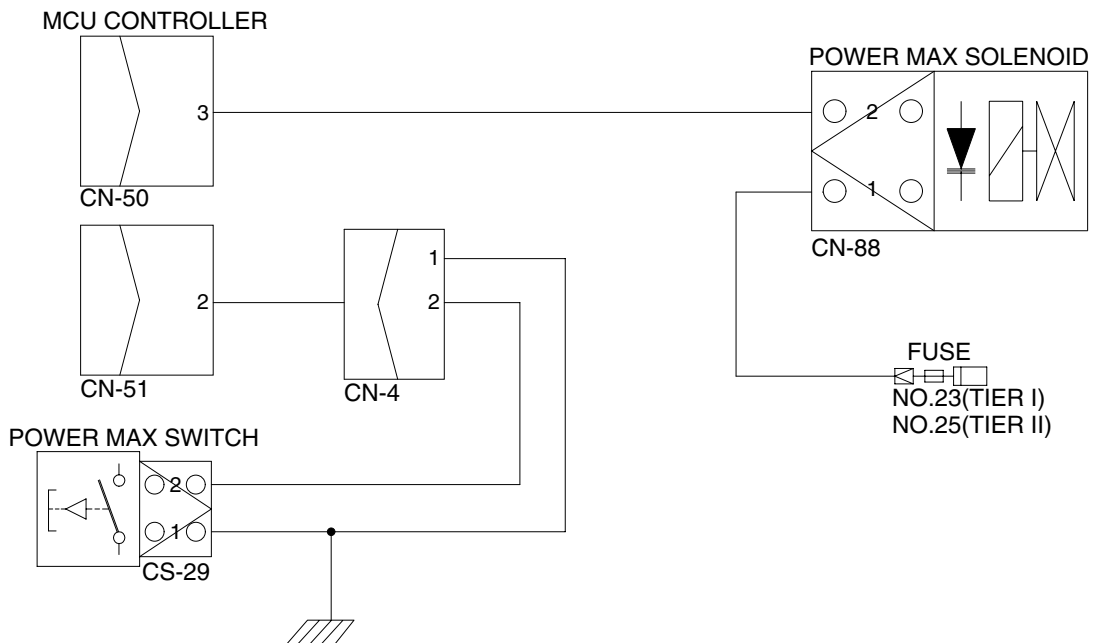 MCU CONTROLLER
3
CN-50
POWER MAX SOLENOID
2
1
CN-88
2
CN-51
1
2
CN-4
FUSE
NO.23(TIER I)
NO.25(TIER II)
POWER MAX SWITCH
2
1
CS-29